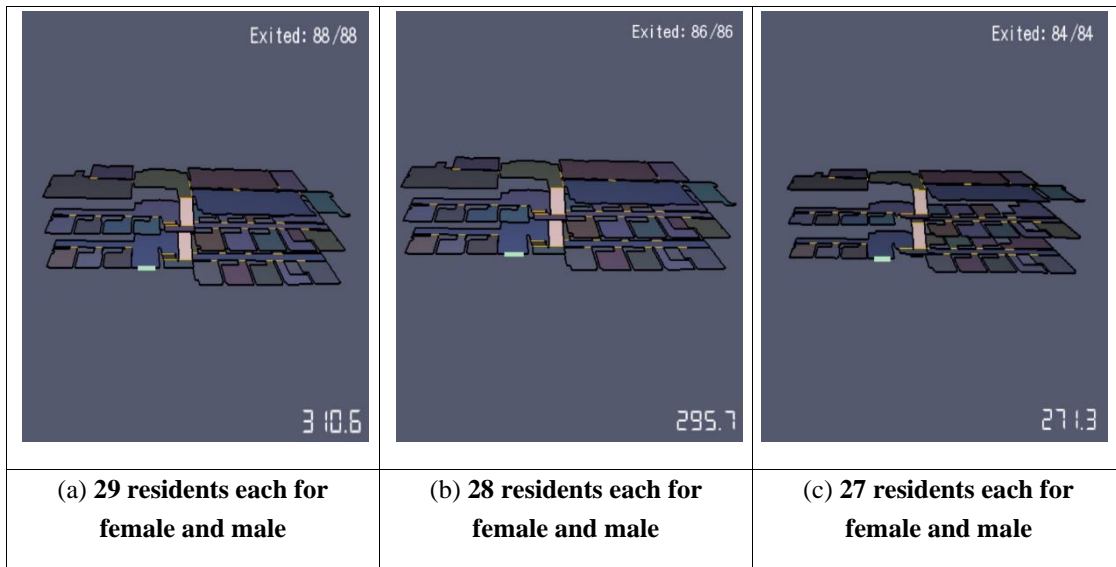 Exited: 88/88
310.6
Exited: 86/86
295.7
Exited: 84/84
271.3
(a) 29 residents each for
female and male
(b) 28 residents each for
female and male
(c) 27 residents each for
female and male